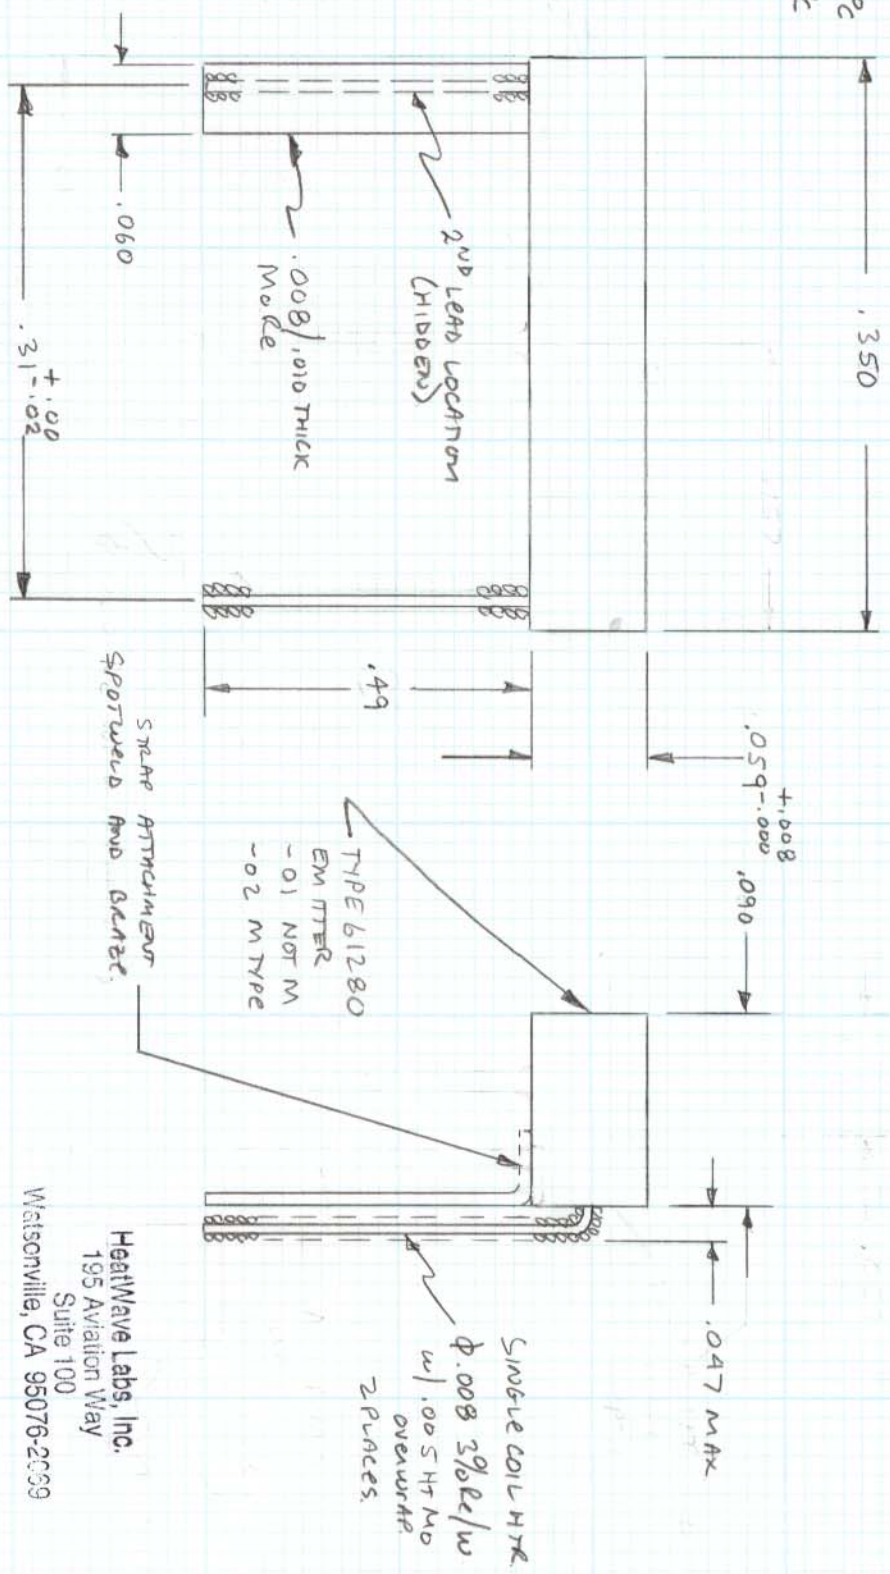 .350
2ND LEAD LOCATION
(HIDDEN)
.008/.010 THICK
MoRe
.060
+.00
.31-.02
.49
+.008
.059-.000
.090
TYPE 61280
EMITTER
-01 NOT M
-02 M TYPE
STRAP ATTACHMENT
SPOTWELD AND BRAZE.
.047 MAX
SINGLE COIL HTR
Φ.008 3%Re/W
w/ .005 HT MO
OVERWRAP
2 PLACES.
HeatWave Labs, Inc.
195 Aviation Way
Suite 100
Watsonville, CA 95076-2069